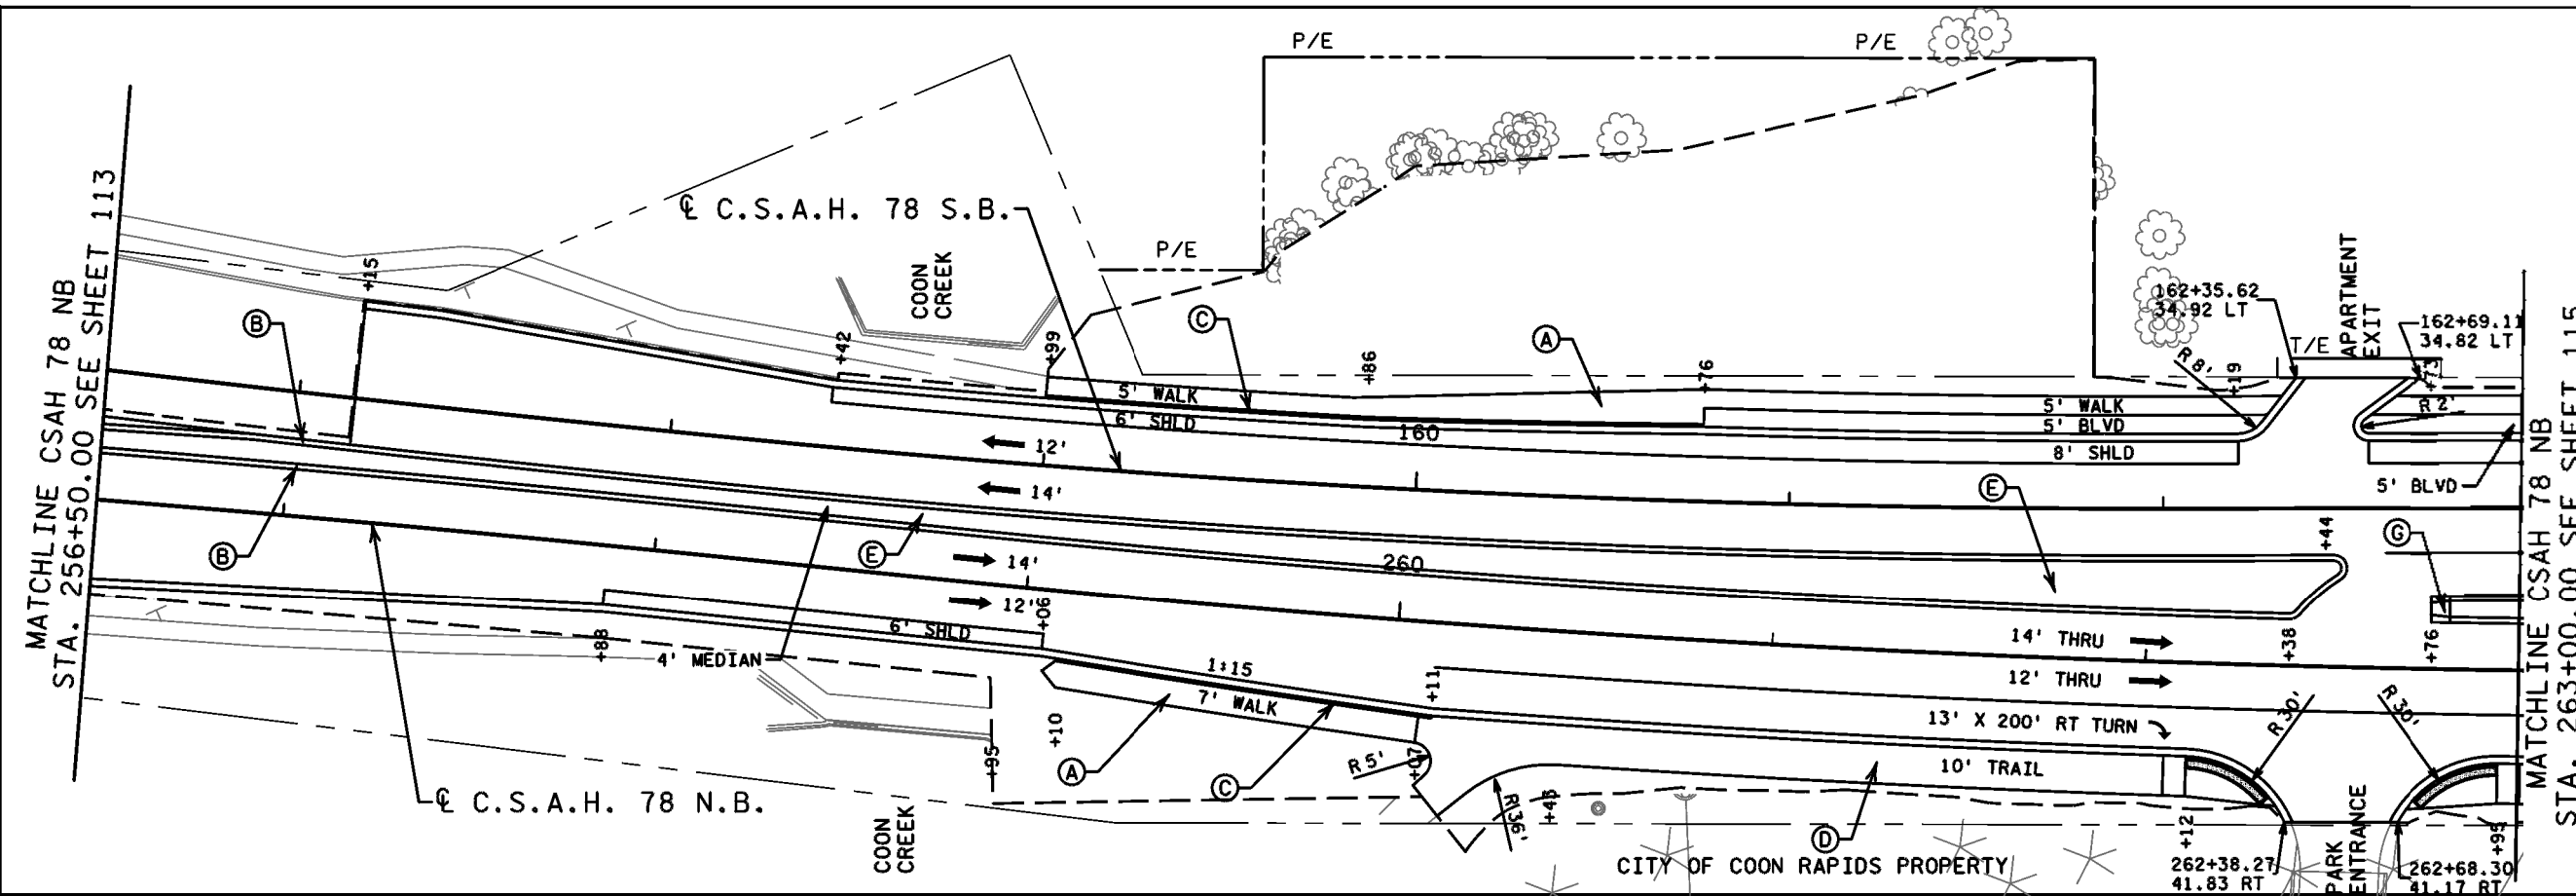 P/E
P/E
℄ C.S.A.H. 78 S.B.
P/E
COON
CREEK
MATCHLINE CSAH 78 NB
STA. 256+50.00 SEE SHEET 113
+15
B
+42
+99
C
+86
A
+76
162+35.62
34.92 LT
APARTMENT
EXIT
162+69.11
34.82 LT
T/E
R 8'
+19
+73
R 2'
5' WALK
6' SHLD
160
5' WALK
5' BLVD
8' SHLD
5' BLVD
12'
14'
E
E
+44
G
B
14'
260
12'
+06
6' SHLD
+88
4' MEDIAN
1:15
7' WALK
+11
14' THRU
12' THRU
+38
+76
13' X 200' RT TURN
R 30'
R 30'
+95
+10
A
C
R 5'
+07
R136'
+43
10' TRAIL
D
℄ C.S.A.H. 78 N.B.
COON
CREEK
CITY OF COON RAPIDS PROPERTY
+12
262+38.27
41.83 RT
PARK
ENTRANCE
262+68.30
41.17 RT
+95
MATCHLINE CSAH 78 NB
STA. 263+00.00 SEE SHEET 115